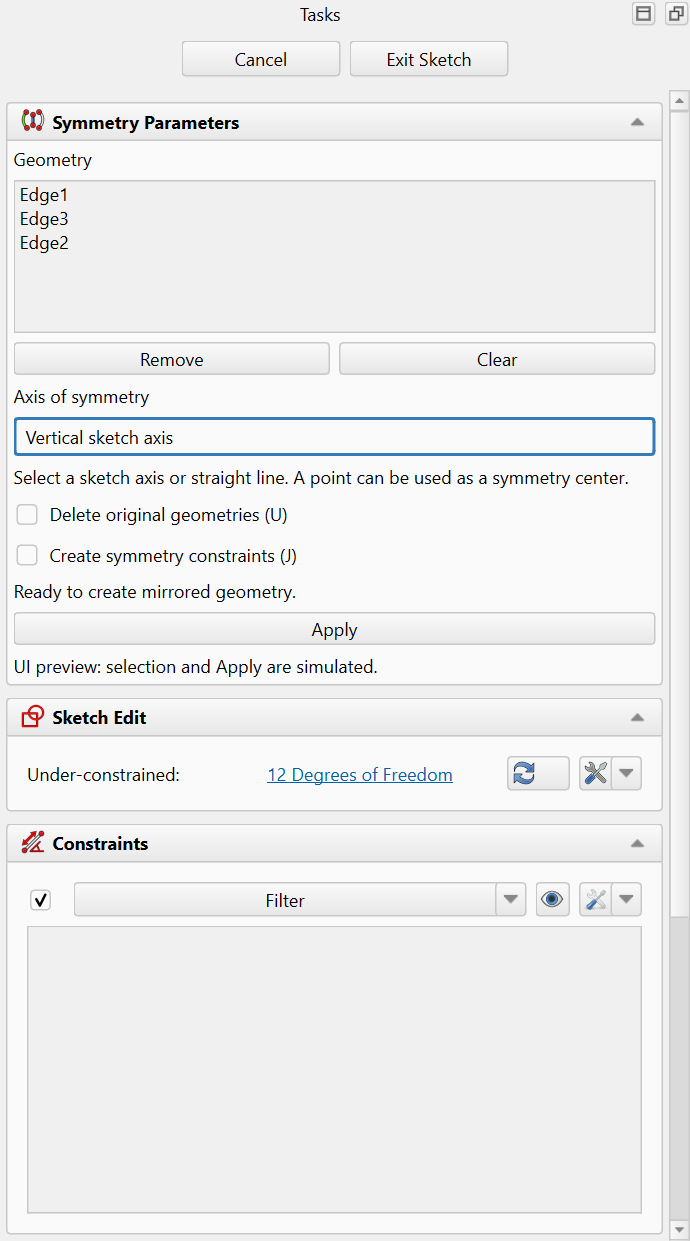 Tasks
Cancel
Exit Sketch
Symmetry Parameters
Geometry
Edge1
Edge3
Edge2
Remove
Clear
Axis of symmetry
Vertical sketch axis
Select a sketch axis or straight line. A point can be used as a symmetry center.
Delete original geometries (U)
Create symmetry constraints (J)
Ready to create mirrored geometry.
Apply
UI preview: selection and Apply are simulated.
Sketch Edit
Under-constrained:
12 Degrees of Freedom
Constraints
Filter